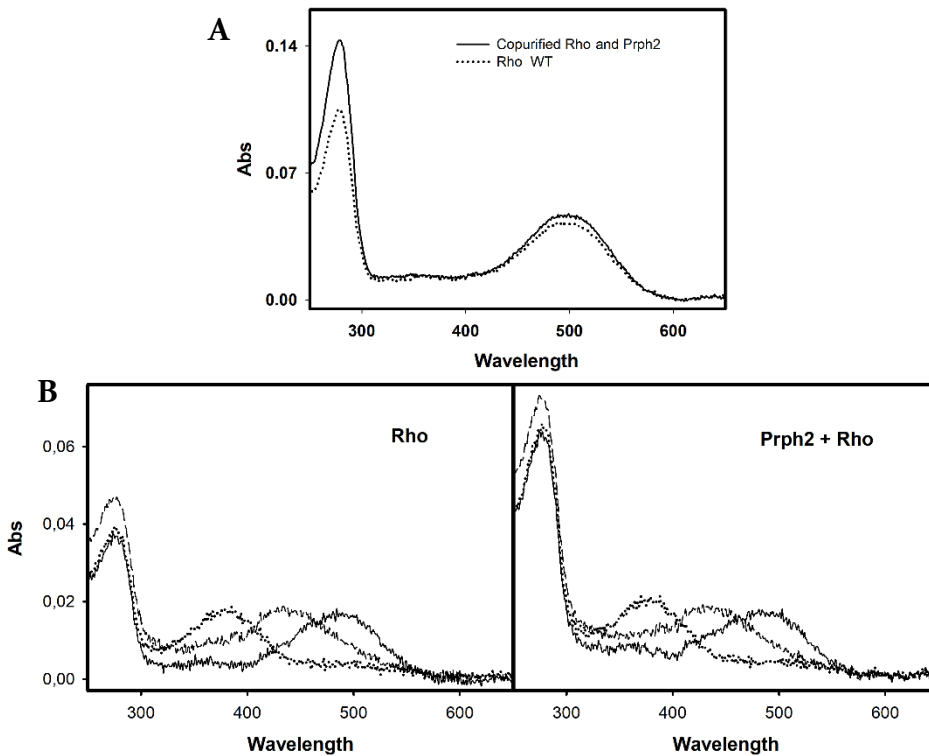 A
Abs
0.14
0.07
0.00
Copurified Rho and Prph2
Rho WT
300 400 500 600
Wavelength
B
Abs
0,06
0,04
0,02
0,00
Rho
Prph2 + Rho
300 400 500 600 300 400 500 600
Wavelength Wavelength